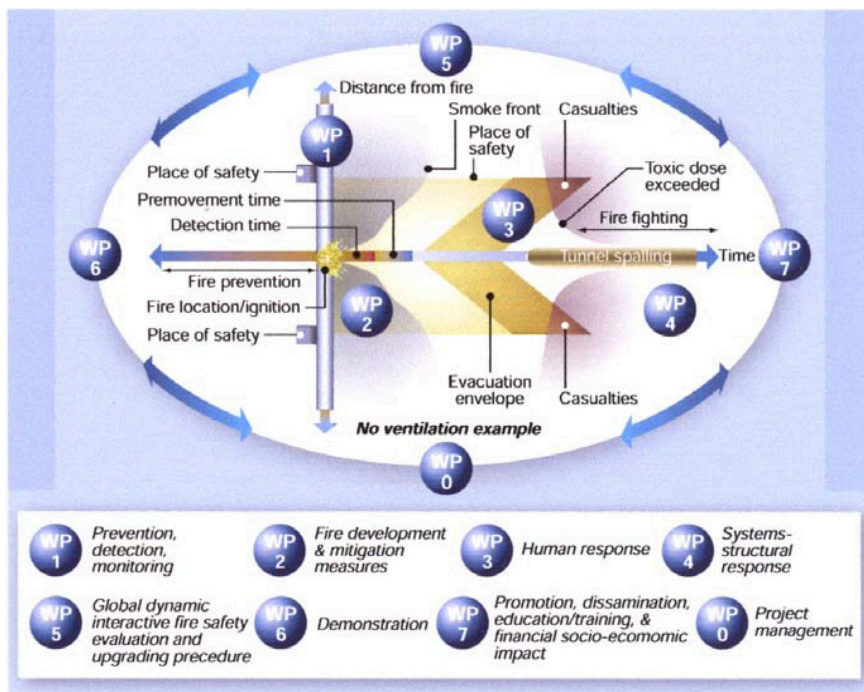 WP
5
Distance from fire
Smoke front
Casualties
WP
1
Place of
safety
Place of safety
Toxic dose
exceeded
Premovement time
WP
3
Fire fighting
Detection time
WP
6
Tunnel spalling
Time
WP
7
Fire prevention
Fire location/ignition
WP
2
WP
4
Place of safety
Evacuation
envelope
Casualties
No ventilation example
WP
0
WP
1
Prevention,
detection,
monitoring
WP
2
Fire development
& mitigation
measures
WP
3
Human response
WP
4
Systems-
structural
response
WP
5
Global dynamic
interactive fire safety
evaluation and
upgrading precedure
WP
6
Demonstration
WP
7
Promotion, dissamination,
education/training, &
financial socio-ecomomic
impact
WP
0
Project
management